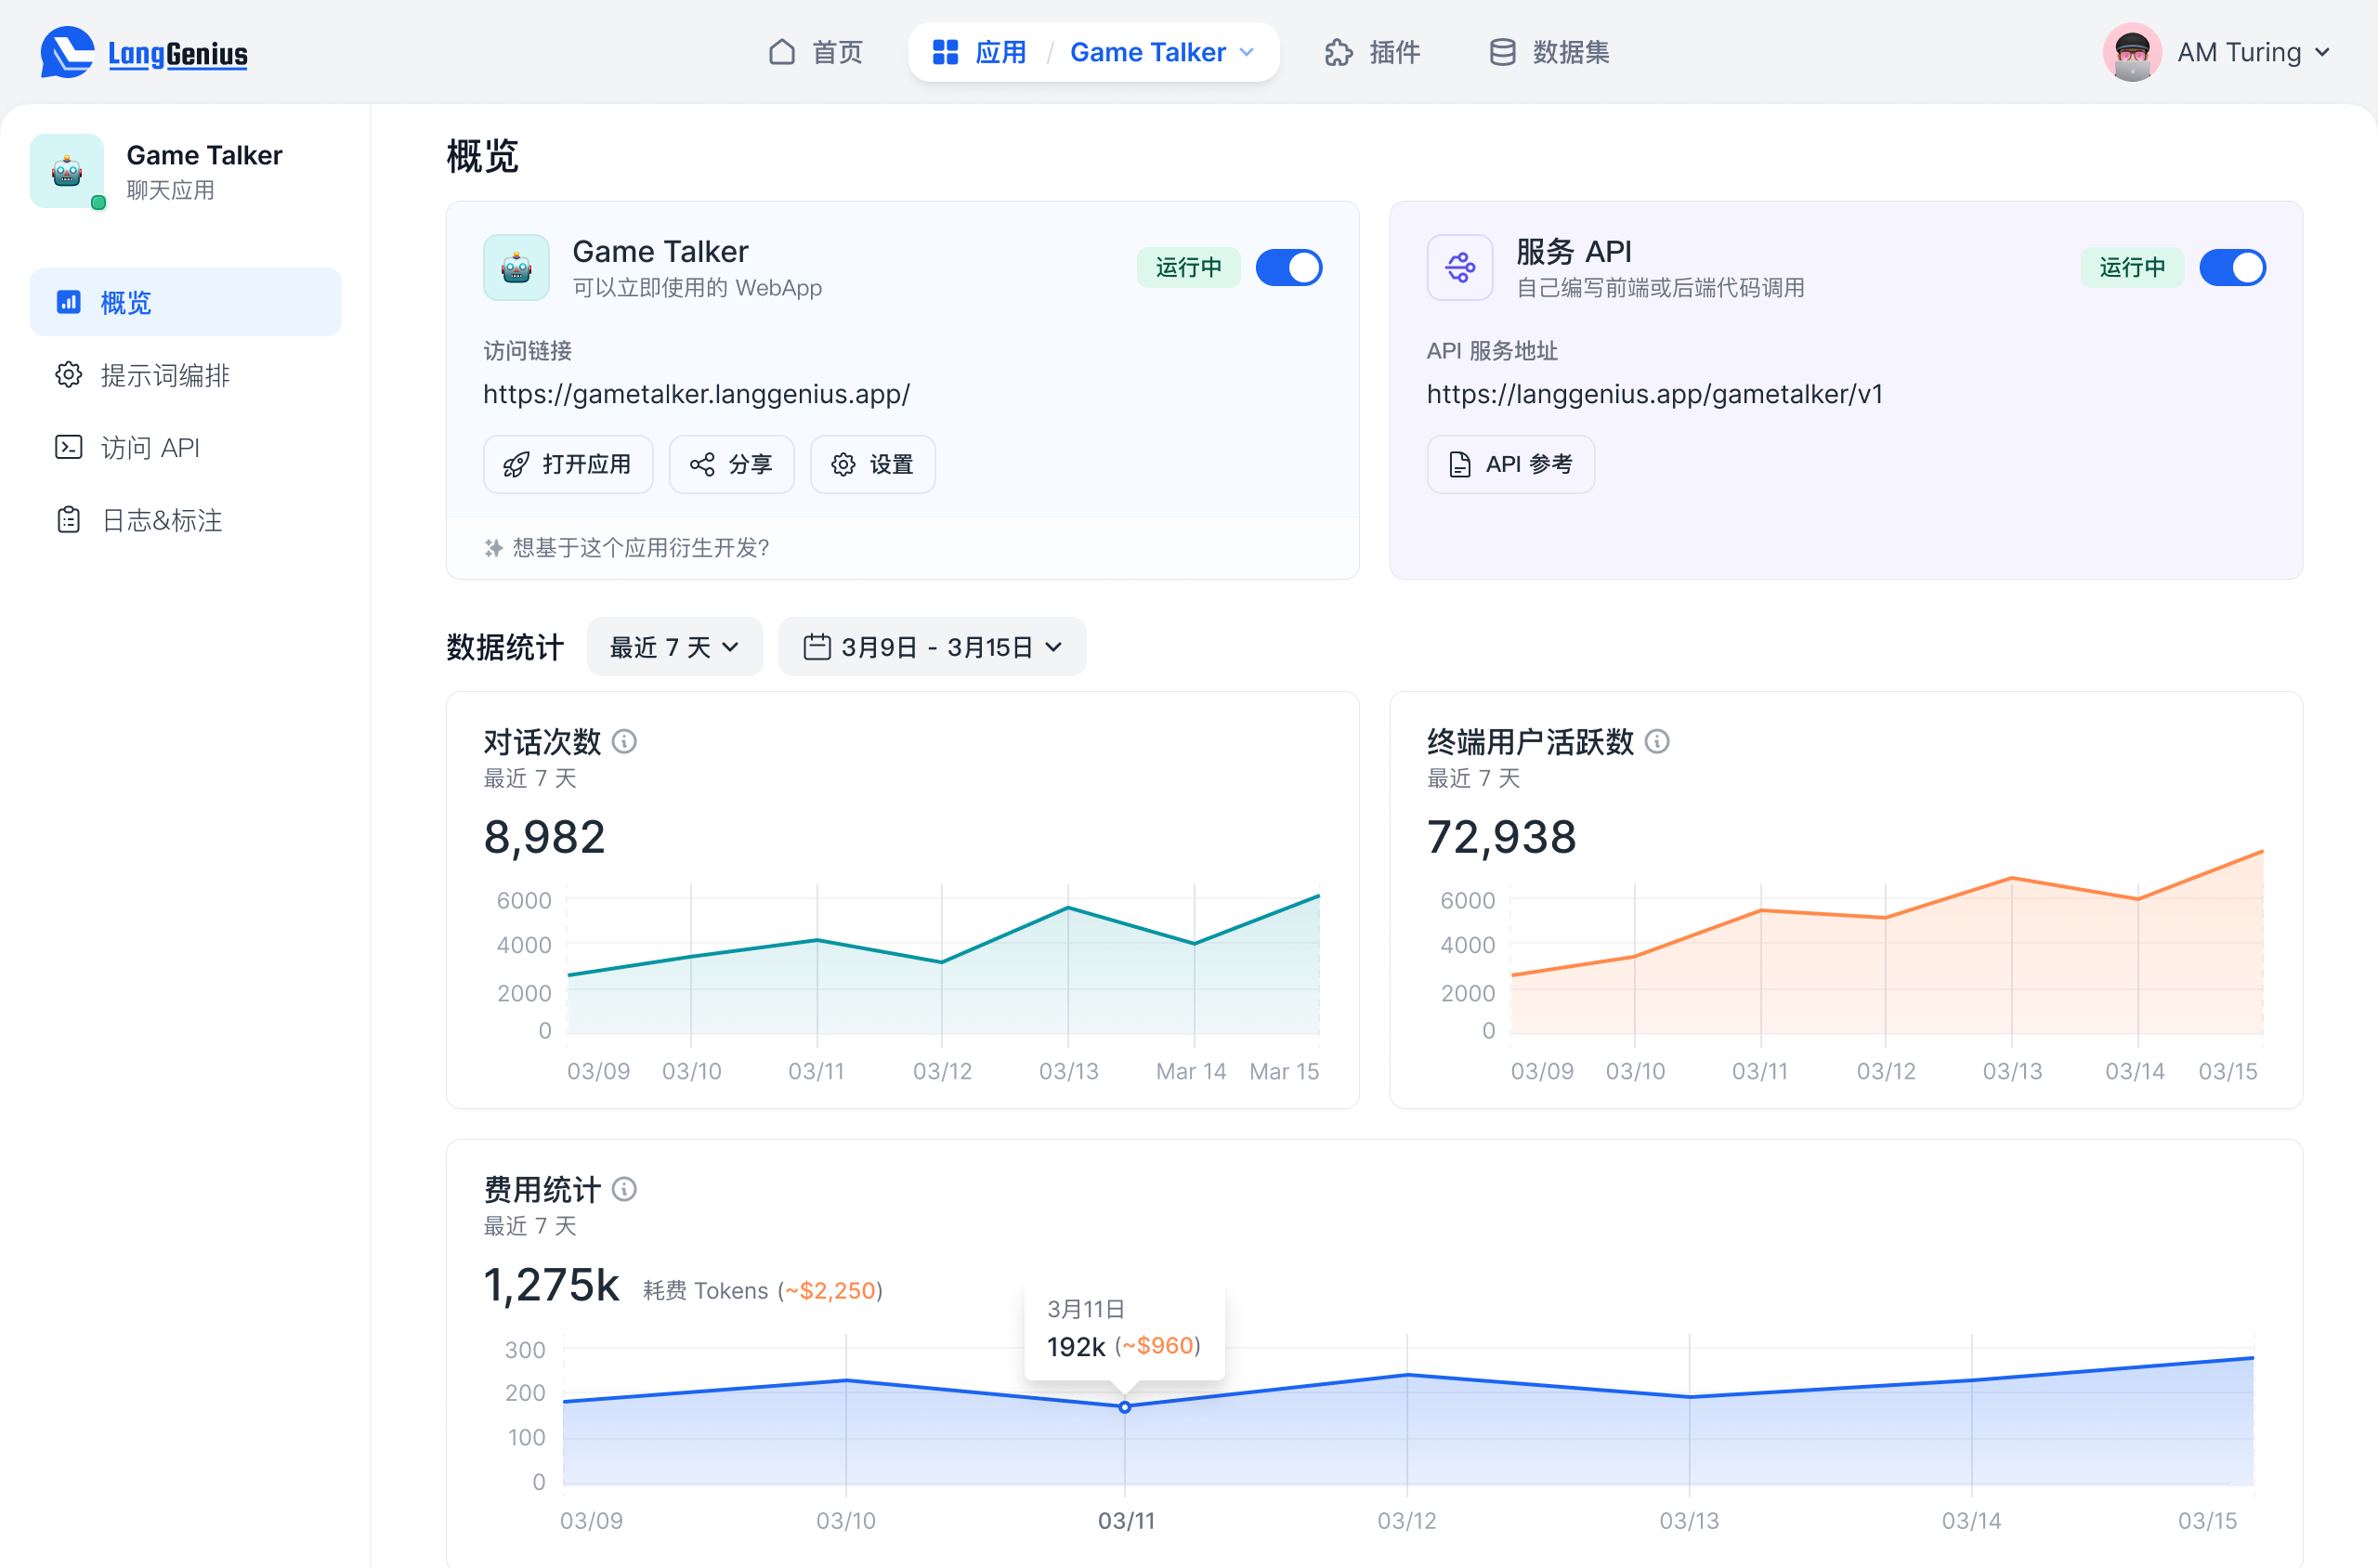 LangGenius
首页
应用 / Game Talker
插件
数据集
AM Turing
Game Talker
聊天应用
概览
提示词编排
访问 API
日志&标注
概览
Game Talker
可以立即使用的 WebApp
运行中
访问链接
https://gametalker.langgenius.app/
打开应用
分享
设置
想基于这个应用衍生开发?
服务 API
自己编写前端或后端代码调用
运行中
API 服务地址
https://langgenius.app/gametalker/v1
API 参考
数据统计
最近 7 天
3月9日 - 3月15日
对话次数
最近 7 天
8,982
6000
4000
2000
0
03/09 03/10 03/11 03/12 03/13 Mar 14 Mar 15
终端用户活跃数
最近 7 天
72,938
6000
4000
2000
0
03/09 03/10 03/11 03/12 03/13 03/14 03/15
费用统计
最近 7 天
1,275k 耗费 Tokens (~$2,250)
3月11日
192k (~$960)
300
200
100
0
03/09 03/10 03/11 03/12 03/13 03/14 03/15